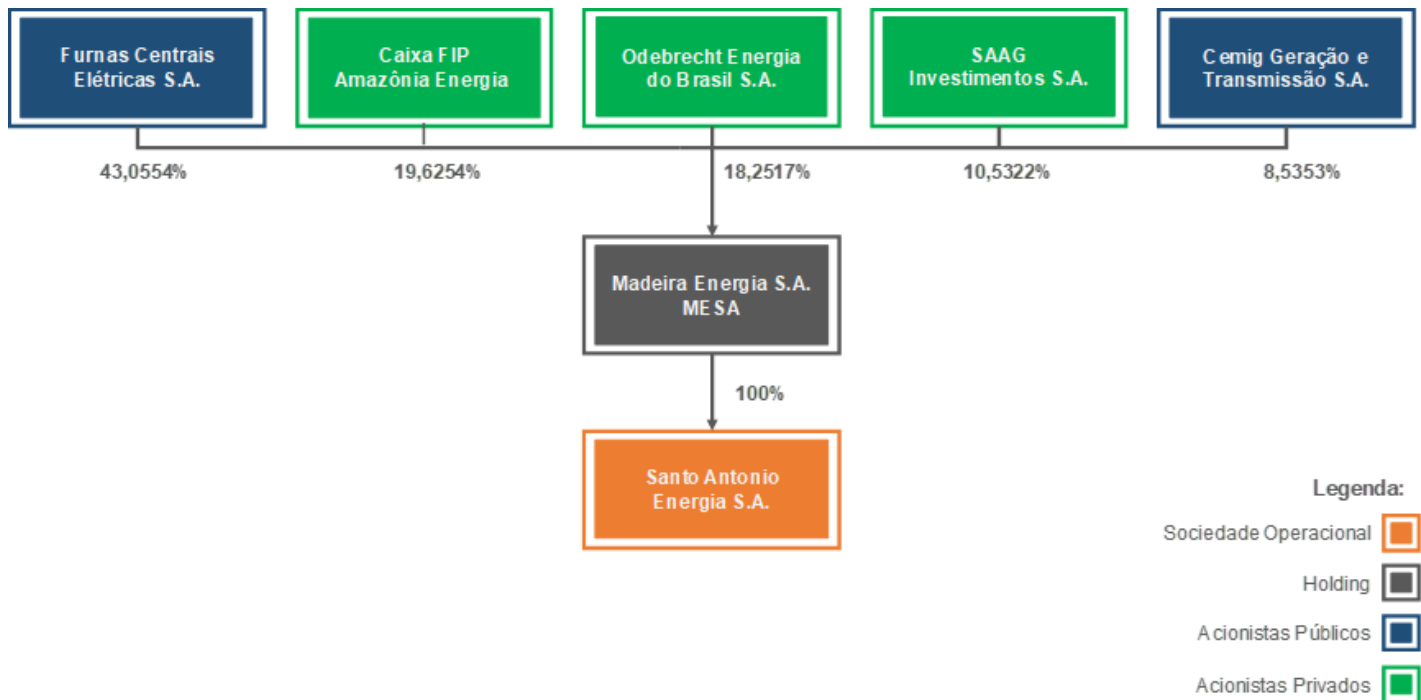 Furnas Centrais
Elétricas S.A.
Caixa FIP
Amazônia Energia
Odebrecht Energia
do Brasil S.A.
SAAG
Investimentos S.A.
Cemig Geração e
Transmissão S.A.
43,0554%
19,6254%
18,2517%
10,5322%
8,5353%
Madeira Energia S.A.
MESA
100%
Santo Antonio
Energia S.A.
Legenda:
Sociedade Operacional
Holding
Acionistas Públicos
Acionistas Privados